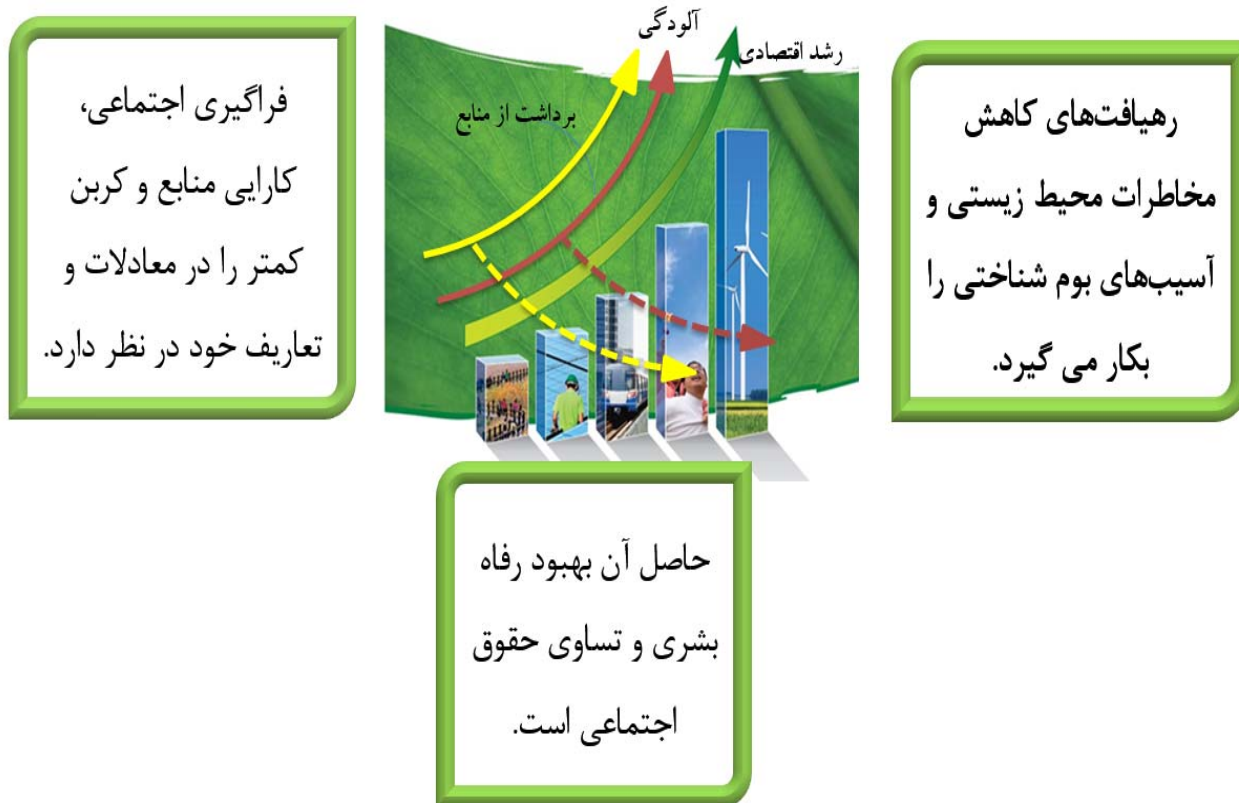 رهیافت‌های کاهش
مخاطرات محیط زیستی و
آسیب‌های بوم شناختی را
بکار می گیرد.
آلودگی
رشد اقتصادی
برداشت از منابع
فراگیری اجتماعی،
کارایی منابع و کربن
کمتر را در معادلات و
تعاریف خود در نظر دارد.
حاصل آن بهبود رفاه
بشری و تساوی حقوق
اجتماعی است.